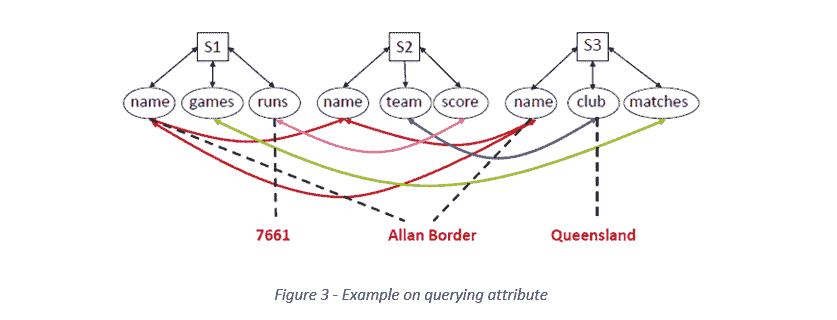 S1 S2 S3
name games runs name team score name club matches
7661 Allan Border Queensland
Figure 3 - Example on querying attribute